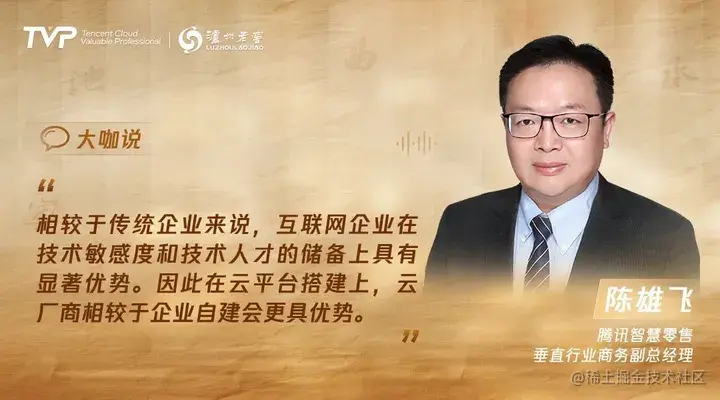 TVP
Tencent Cloud
Valuable Professional
泸州老窖
LUZHOU LAOJIAO
大咖说
“
相较于传统企业来说，互联网企业在
技术敏感度和技术人才的储备上具有
显著优势。因此在云平台搭建上，云
厂商相较于企业自建会更具优势。
”
陈雄飞
腾讯智慧零售
垂直行业商务副总经理
@稀土掘金技术社区